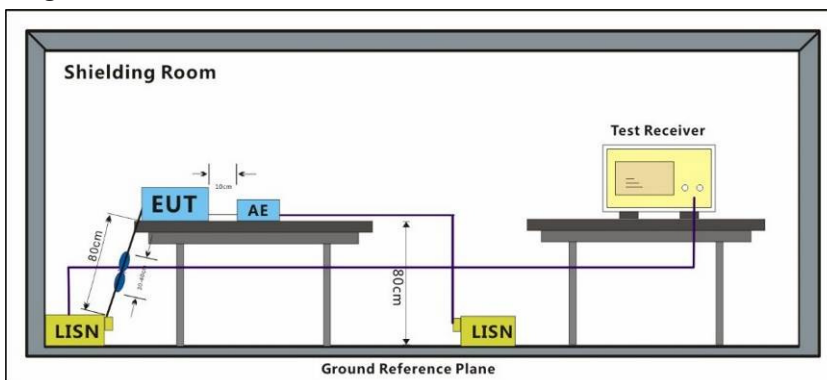 Shielding Room
Test Receiver
10cm
EUT
AE
80cm
80cm
LISN
LISN
Ground Reference Plane